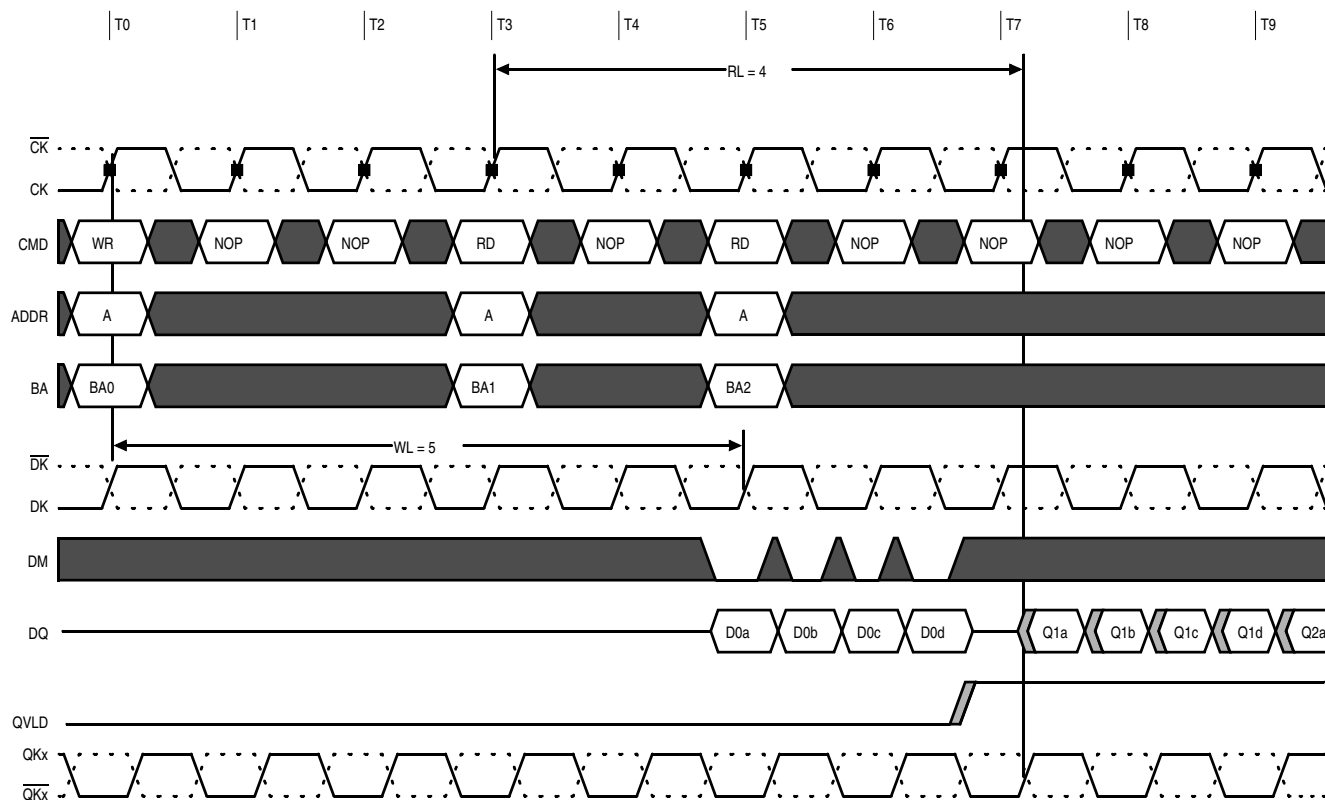 T0 T1 T2 T3 T4 T5 T6 T7 T8 T9
RL = 4
CK
CK
CMD WR NOP NOP RD NOP RD NOP NOP NOP NOP
ADDR A A A
BA BA0 BA1 BA2
WL = 5
DK
DK
DM
DQ D0a D0b D0c D0d Q1a Q1b Q1c Q1d Q2a
QVLD
QKx
QKx